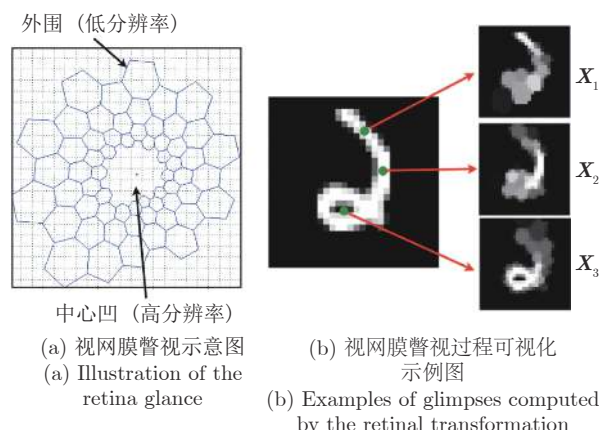 外围 (低分辨率)
中心凹 (高分辨率)
(a) 视网膜瞥视示意图
(a) Illustration of the
retina glance
X1
X2
X3
(b) 视网膜瞥视过程可视化
示例图
(b) Examples of glimpses computed
by the retinal transformation